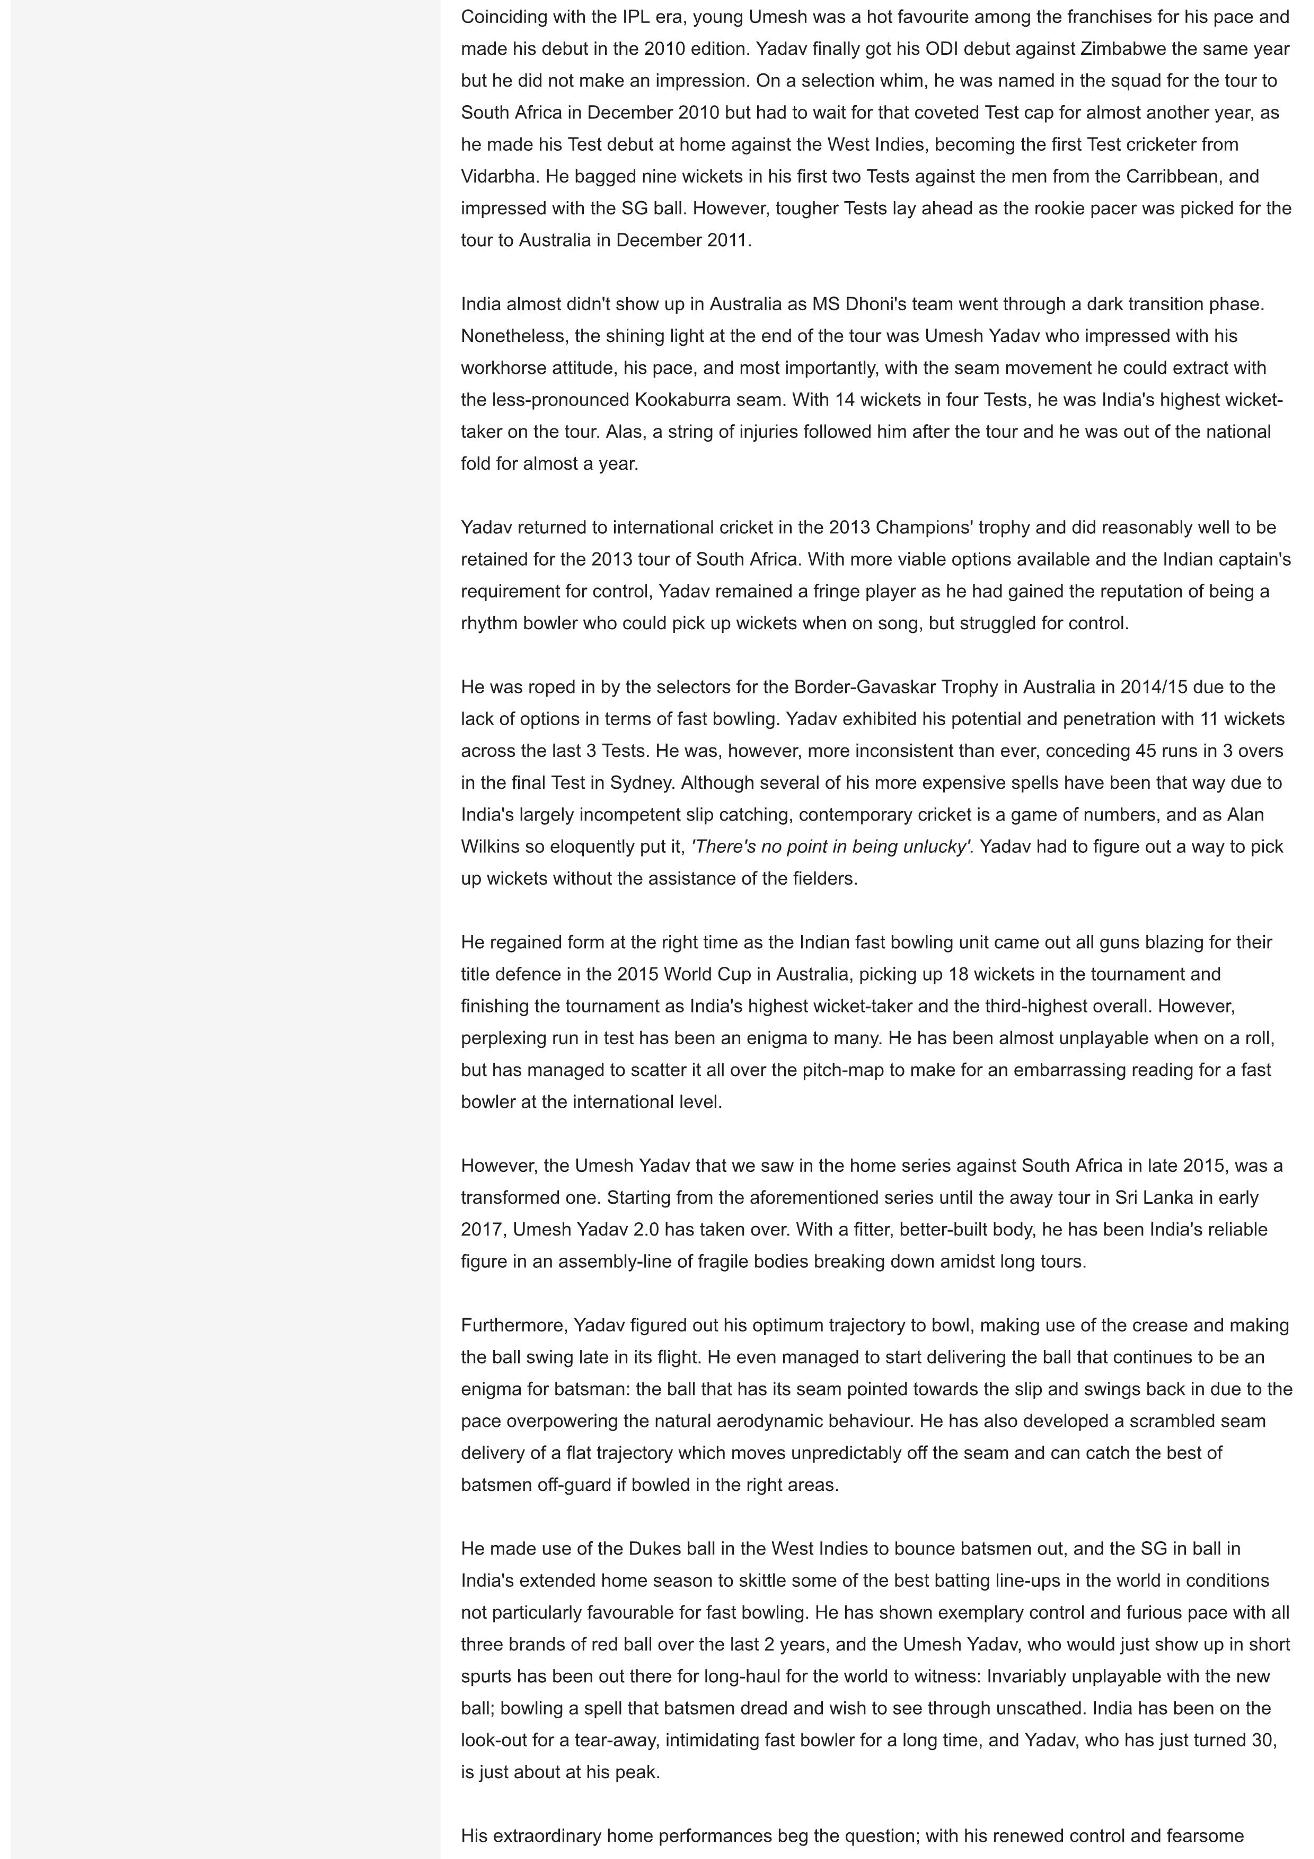 Coinciding with the IPL era, young Umesh was a hot favourite among the franchises for his pace and
made his debut in the 2010 edition. Yadav finally got his ODI debut against Zimbabwe the same year
but he did not make an impression. On a selection whim, he was named in the squad for the tour to
South Africa in December 2010 but had to wait for that coveted Test cap for almost another year, as
he made his Test debut at home against the West Indies, becoming the first Test cricketer from
Vidarbha. He bagged nine wickets in his first two Tests against the men from the Carribbean, and
impressed with the SG ball. However, tougher Tests lay ahead as the rookie pacer was picked for the
tour to Australia in December 2011.
India almost didn't show up in Australia as MS Dhoni's team went through a dark transition phase.
Nonetheless, the shining light at the end of the tour was Umesh Yadav who impressed with his
workhorse attitude, his pace, and most importantly, with the seam movement he could extract with
the less-pronounced Kookaburra seam. With 14 wickets in four Tests, he was India's highest wicket-
taker on the tour. Alas, a string of injuries followed him after the tour and he was out of the national
fold for almost a year.
Yadav returned to international cricket in the 2013 Champions' trophy and did reasonably well to be
retained for the 2013 tour of South Africa. With more viable options available and the Indian captain's
requirement for control, Yadav remained a fringe player as he had gained the reputation of being a
rhythm bowler who could pick up wickets when on song, but struggled for control.
He was roped in by the selectors for the Border-Gavaskar Trophy in Australia in 2014/15 due to the
lack of options in terms of fast bowling. Yadav exhibited his potential and penetration with 11 wickets
across the last 3 Tests. He was, however, more inconsistent than ever, conceding 45 runs in 3 overs
in the final Test in Sydney. Although several of his more expensive spells have been that way due to
India's largely incompetent slip catching, contemporary cricket is a game of numbers, and as Alan
Wilkins so eloquently put it, 'There's no point in being unlucky'. Yadav had to figure out a way to pick
up wickets without the assistance of the fielders.
He regained form at the right time as the Indian fast bowling unit came out all guns blazing for their
title defence in the 2015 World Cup in Australia, picking up 18 wickets in the tournament and
finishing the tournament as India's highest wicket-taker and the third-highest overall. However,
perplexing run in test has been an enigma to many. He has been almost unplayable when on a roll,
but has managed to scatter it all over the pitch-map to make for an embarrassing reading for a fast
bowler at the international level.
However, the Umesh Yadav that we saw in the home series against South Africa in late 2015, was a
transformed one. Starting from the aforementioned series until the away tour in Sri Lanka in early
2017, Umesh Yadav 2.0 has taken over. With a fitter, better-built body, he has been India's reliable
figure in an assembly-line of fragile bodies breaking down amidst long tours.
Furthermore, Yadav figured out his optimum trajectory to bowl, making use of the crease and making
the ball swing late in its flight. He even managed to start delivering the ball that continues to be an
enigma for batsman: the ball that has its seam pointed towards the slip and swings back in due to the
pace overpowering the natural aerodynamic behaviour. He has also developed a scrambled seam
delivery of a flat trajectory which moves unpredictably off the seam and can catch the best of
batsmen off-guard if bowled in the right areas.
He made use of the Dukes ball in the West Indies to bounce batsmen out, and the SG in ball in
India's extended home season to skittle some of the best batting line-ups in the world in conditions
not particularly favourable for fast bowling. He has shown exemplary control and furious pace with all
three brands of red ball over the last 2 years, and the Umesh Yadav, who would just show up in short
spurts has been out there for long-haul for the world to witness: Invariably unplayable with the new
ball; bowling a spell that batsmen dread and wish to see through unscathed. India has been on the
look-out for a tear-away, intimidating fast bowler for a long time, and Yadav, who has just turned 30,
is just about at his peak.
His extraordinary home performances beg the question; with his renewed control and fearsome